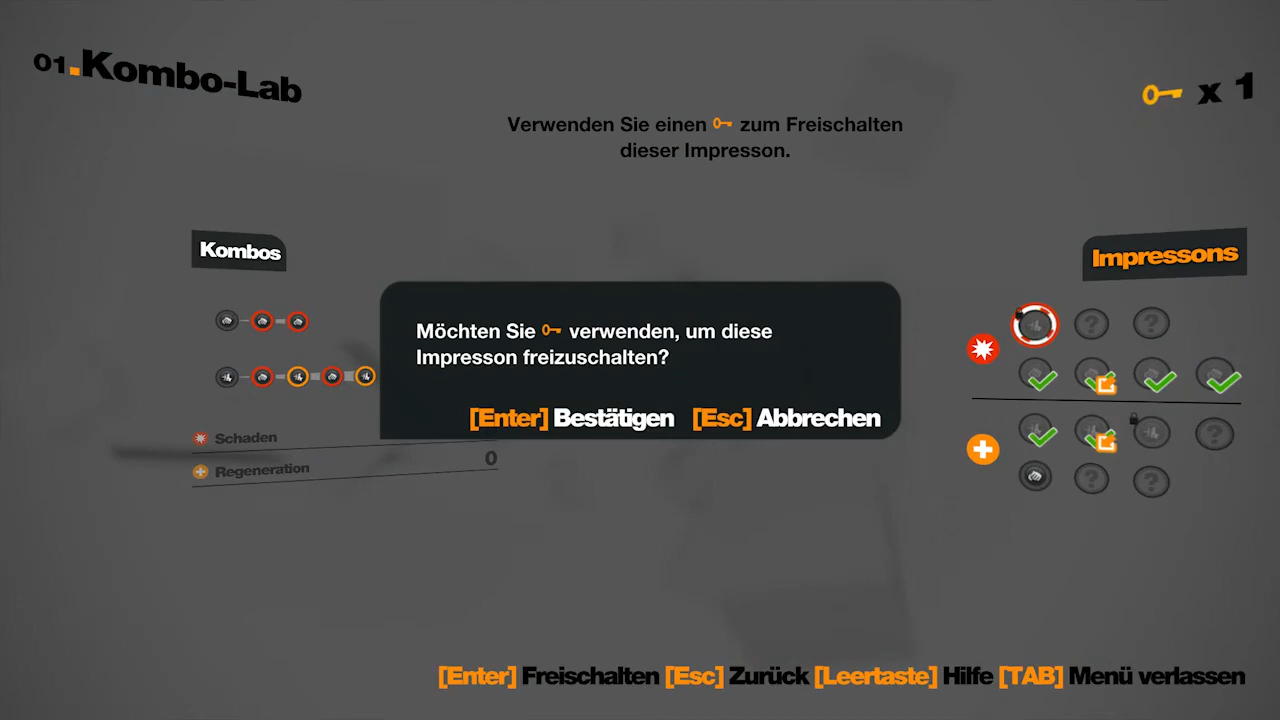 01.Kombo-Lab
x 1
Verwenden Sie einen zum Freischalten
dieser Impresson.
Kombos
Impressons
Möchten Sie verwenden, um diese
Impresson freizuschalten?
[Enter] Bestätigen [Esc] Abbrechen
Schaden
Regeneration 0
? ?
?
? ?
[Enter] Freischalten [Esc] Zurück [Leertaste] Hilfe [TAB] Menü verlassen